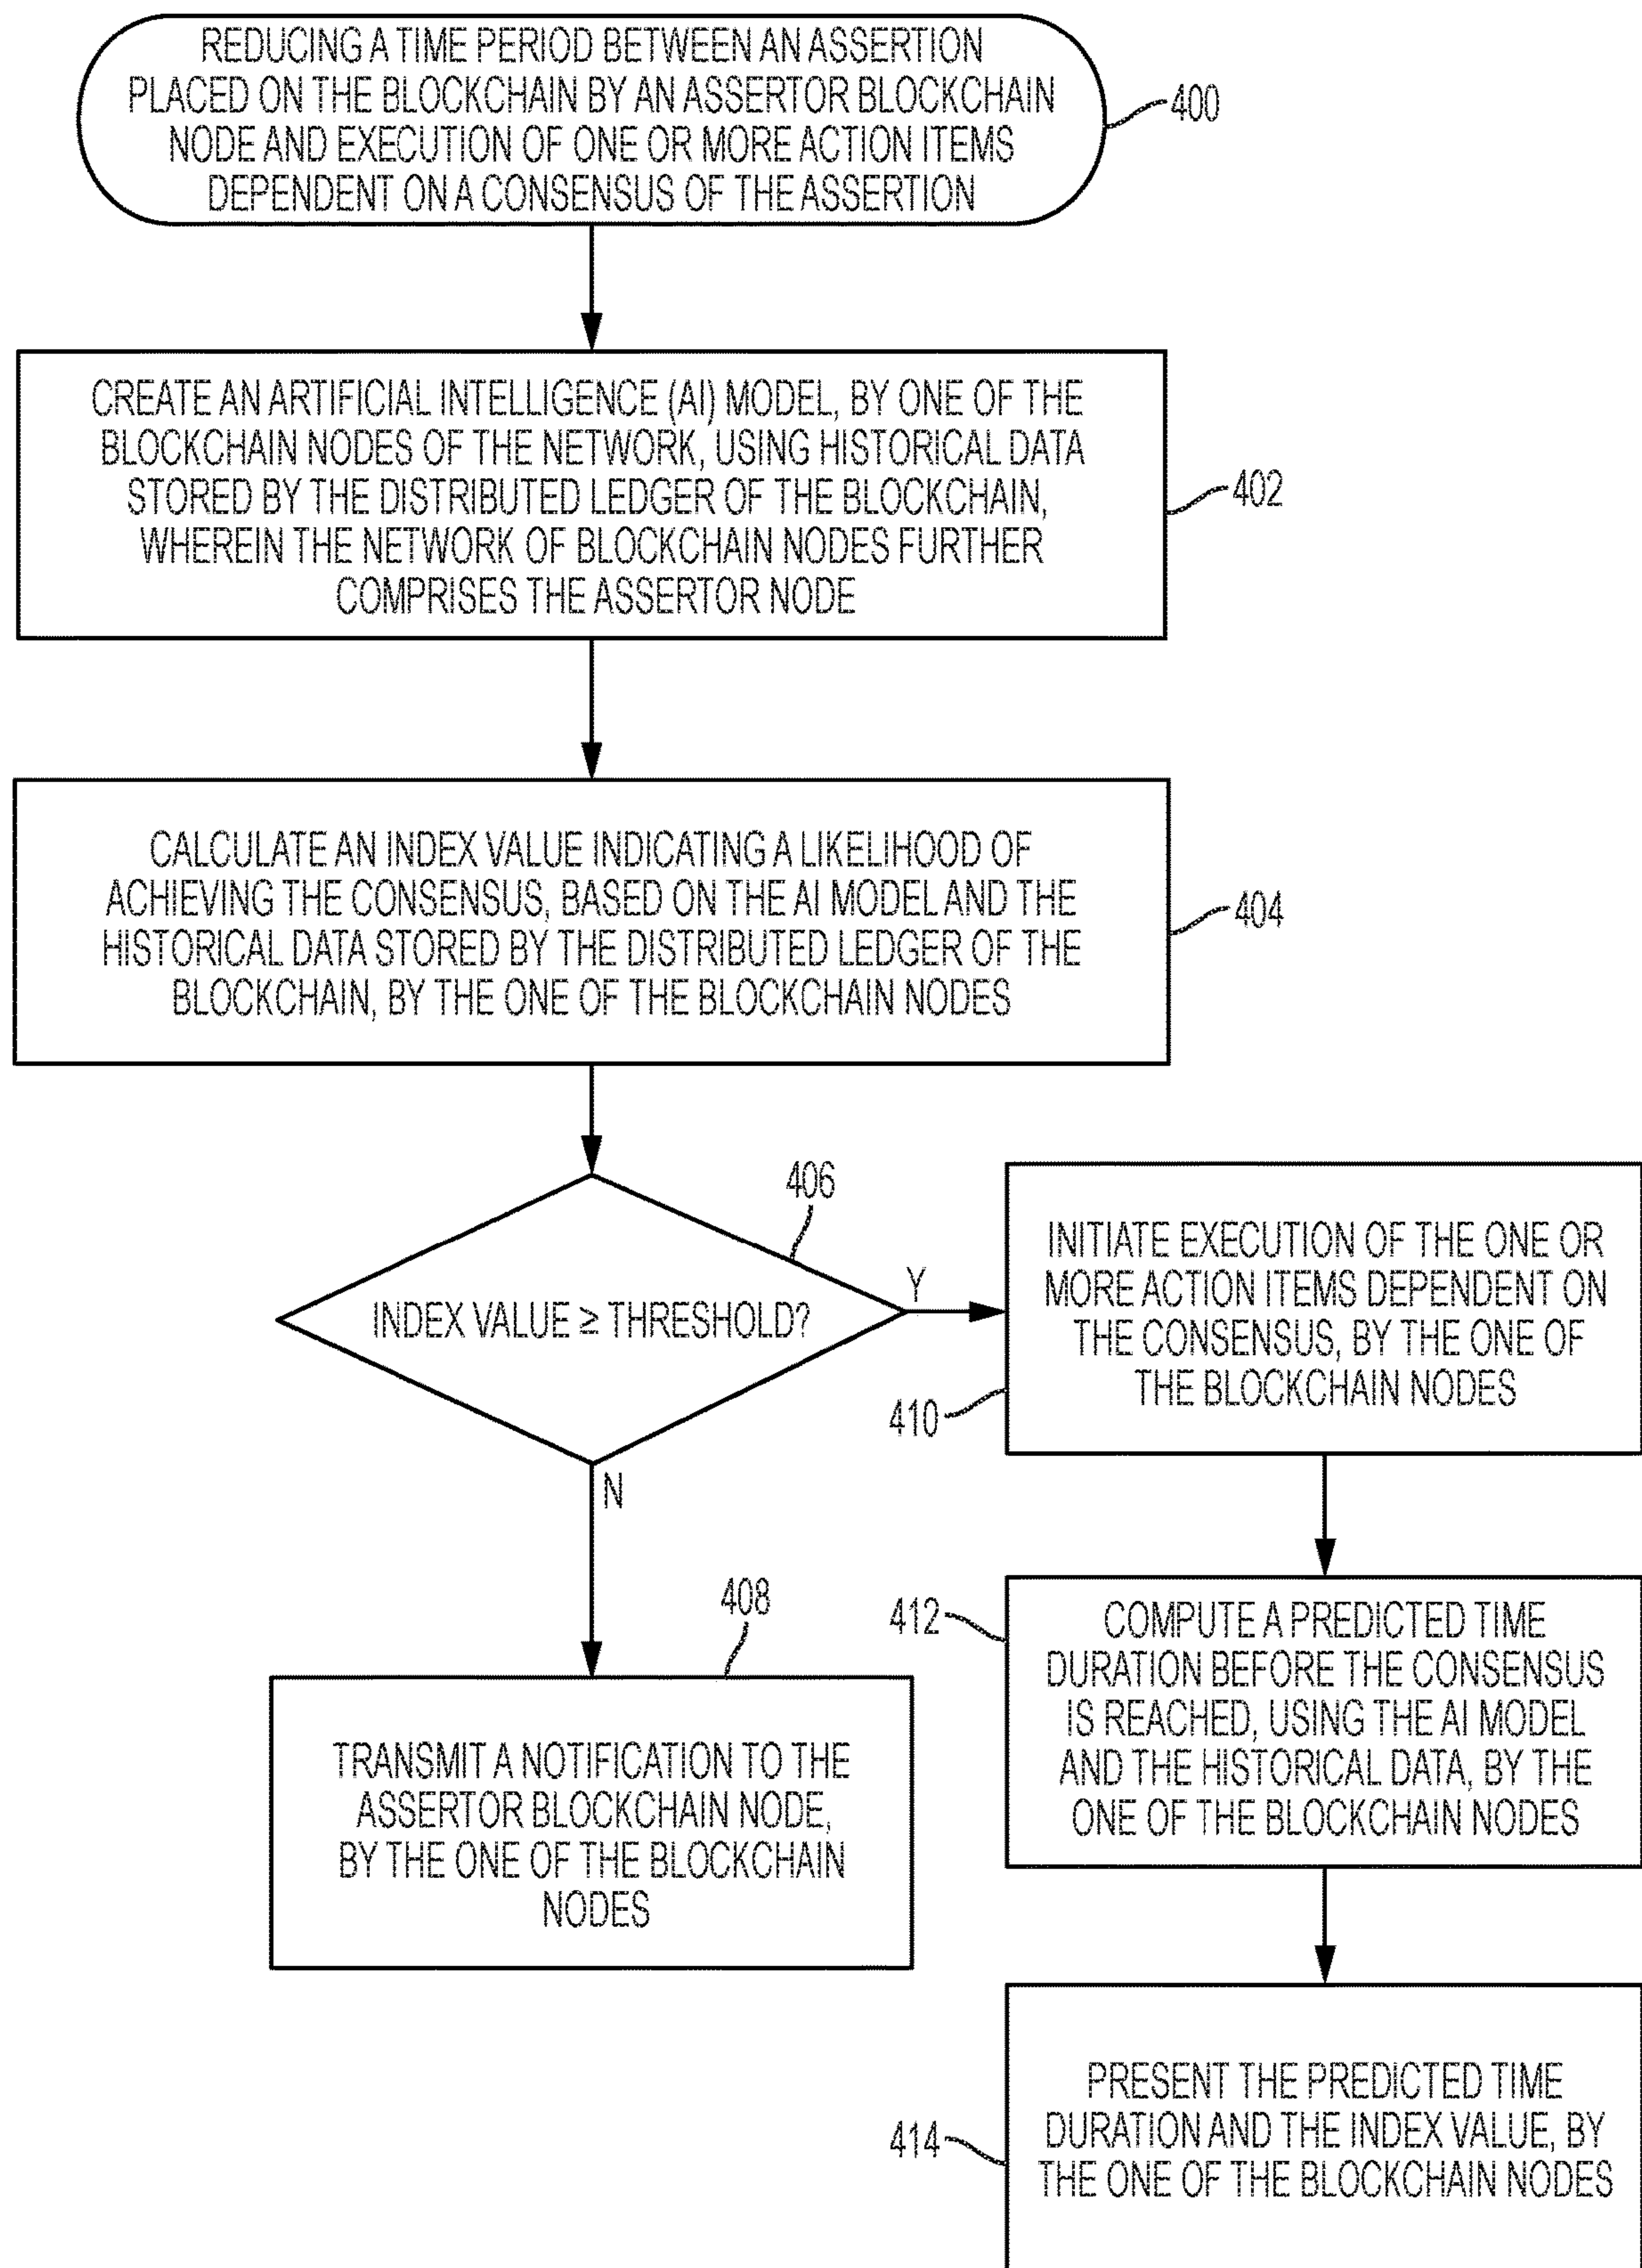 REDUCING A TIME PERIOD BETWEEN AN ASSERTION
PLACED ON THE BLOCKCHAIN BY AN ASSERTOR BLOCKCHAIN
NODE AND EXECUTION OF ONE OR MORE ACTION ITEMS
DEPENDENT ON A CONSENSUS OF THE ASSERTION
400
CREATE AN ARTIFICIAL INTELLIGENCE (AI) MODEL, BY ONE OF THE
BLOCKCHAIN NODES OF THE NETWORK, USING HISTORICAL DATA
STORED BY THE DISTRIBUTED LEDGER OF THE BLOCKCHAIN,
WHEREIN THE NETWORK OF BLOCKCHAIN NODES FURTHER
COMPRISES THE ASSERTOR NODE
402
CALCULATE AN INDEX VALUE INDICATING A LIKELIHOOD OF
ACHIEVING THE CONSENSUS, BASED ON THE AI MODEL AND THE
HISTORICAL DATA STORED BY THE DISTRIBUTED LEDGER OF THE
BLOCKCHAIN, BY THE ONE OF THE BLOCKCHAIN NODES
404
406
INDEX VALUE ≥ THRESHOLD?
Y
N
408
TRANSMIT A NOTIFICATION TO THE
ASSERTOR BLOCKCHAIN NODE,
BY THE ONE OF THE BLOCKCHAIN
NODES
INITIATE EXECUTION OF THE ONE OR
MORE ACTION ITEMS DEPENDENT ON
THE CONSENSUS, BY THE ONE OF
THE BLOCKCHAIN NODES
410
412
COMPUTE A PREDICTED TIME
DURATION BEFORE THE CONSENSUS
IS REACHED, USING THE AI MODEL
AND THE HISTORICAL DATA, BY THE
ONE OF THE BLOCKCHAIN NODES
PRESENT THE PREDICTED TIME
DURATION AND THE INDEX VALUE, BY
THE ONE OF THE BLOCKCHAIN NODES
414